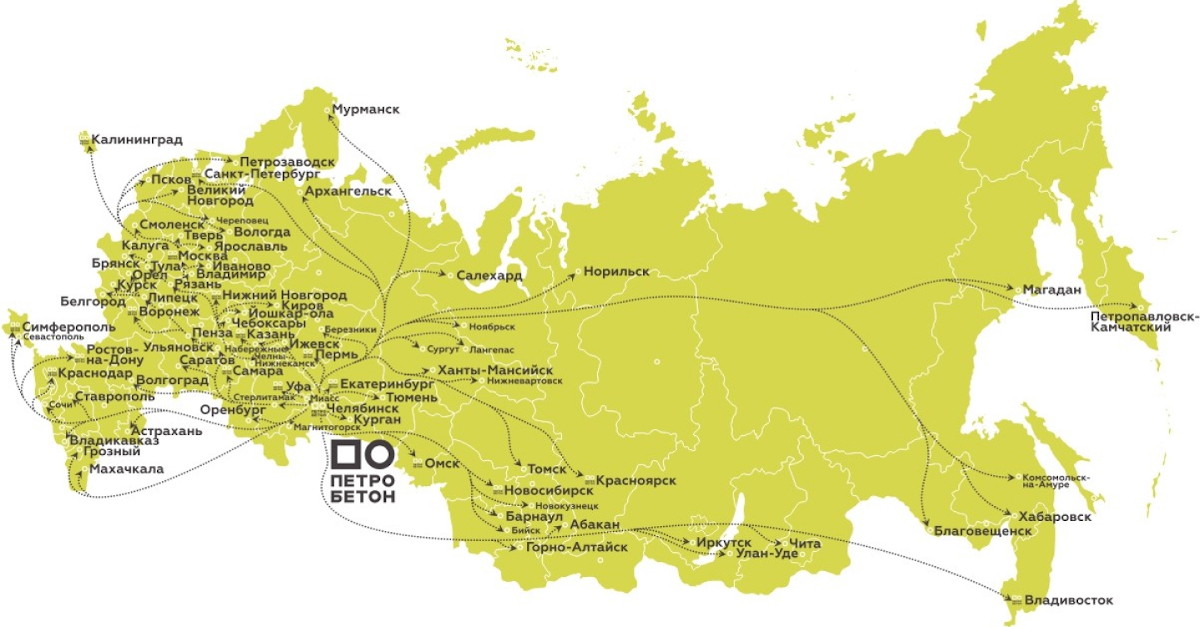 Мурманск
Калининград
Петрозаводск
Санкт-Петербург
Псков
Великий
Новгород
Архангельск
Череповец
Смоленск
Вологда
Тверь
Калуга
Ярославль
Москва
Брянск
Тула
Иваново
Орел
Владимир
Курск
Рязань
Салехард
Норильск
Магадан
Белгород
Липецк
Нижний Новгород
Киров
Воронеж
Йошкар-ола
Чебоксары
Петропавловск-
Камчатский
Симферополь
Севастополь
Пенза
Казань
Березники
Ноябрьск
Ульяновск
Ижевск
Набережные
Челны
Нижнекамск
Пермь
Сургут
Лангепас
Ростов-
на-Дону
Саратов
Самара
Краснодар
Волгоград
Ханты-Мансийск
Нижневартовск
Уфа
Екатеринбург
Сочи
Ставрополь
Стерлитамак
Миасс
Тюмень
Оренбург
Челябинск
Курган
Магнитогорск
Астрахань
Владикавказ
Грозный
Махачкала
ПЕТРО
БЕТОН
Омск
Томск
Красноярск
Новосибирск
Новокузнецк
Барнаул
Бийск
Абакан
Горно-Алтайск
Иркутск
Улан-Уде
Чита
Комсомольск-
на-Амуре
Хабаровск
Благовещенск
Владивосток